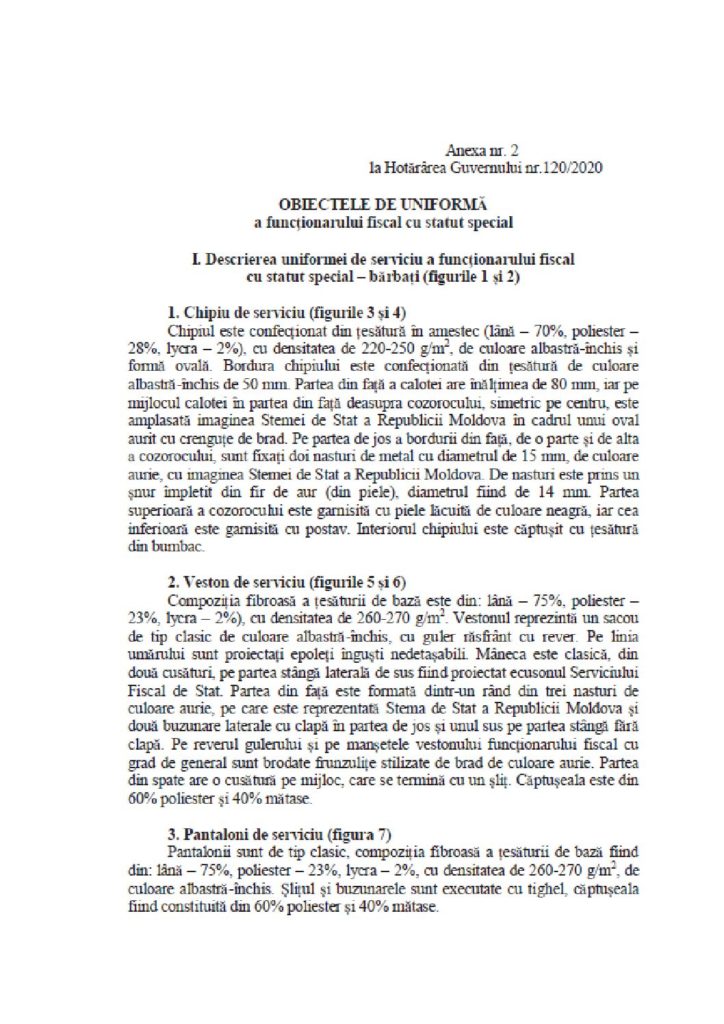 Anexa nr. 2
la Hotărârea Guvernului nr.120/2020
OBIECTELE DE UNIFORMĂ
a funcționarului fiscal cu statut special
I. Descrierea uniformei de serviciu a funcționarului fiscal
cu statut special – bărbați (figurile 1 și 2)
1. Chipiu de serviciu (figurile 3 și 4)
Chipiul este confecționat din țesătură în amestec (lână – 70%, poliester –
28%, lycra – 2%), cu densitatea de 220-250 g/m², de culoare albastră-închis și
formă ovală. Bordura chipiului este confecționată din țesătură de culoare
albastră-închis de 50 mm. Partea din față a calotei are înălțimea de 80 mm, iar pe
mijlocul calotei în partea din față deasupra cozorocului, simetric pe centru, este
amplasată imaginea Stemei de Stat a Republicii Moldova în cadrul unui oval
aurit cu crenguțe de brad. Pe partea de jos a bordurii din față, de o parte și de alta
a cozorocului, sunt fixați doi nasturi de metal cu diametrul de 15 mm, de culoare
aurie, cu imaginea Stemei de Stat a Republicii Moldova. De nasturi este prins un
șnur împletit din fir de aur (din piele), diametrul fiind de 14 mm. Partea
superioară a cozorocului este garnisită cu piele lăcuită de culoare neagră, iar cea
inferioară este garnisită cu postav. Interiorul chipiului este căptușit cu țesătură
din bumbac.
2. Veston de serviciu (figurile 5 și 6)
Compoziția fibroasă a țesăturii de bază este din: lână – 75%, poliester –
23%, lycra – 2%), cu densitatea de 260-270 g/m². Vestonul reprezintă un sacou
de tip clasic de culoare albastră-închis, cu guler răsfrânt cu rever. Pe linia
umărului sunt proiectați epoleți înguști nedetașabili. Mâneca este clasică, din
două cusături, pe partea stângă laterală de sus fiind proiectat ecusonul Serviciului
Fiscal de Stat. Partea din față este formată dintr-un rând din trei nasturi de
culoare aurie, pe care este reprezentată Stema de Stat a Republicii Moldova și
două buzunare laterale cu clapă în partea de jos și unul sus pe partea stângă fără
clapă. Pe reverul gulerului și pe manșetele vestonului funcționarului fiscal cu
grad de general sunt brodate frunzulițe stilizate de brad de culoare aurie. Partea
din spate are o cusătură pe mijloc, care se termină cu un șliț. Căptușeala este din
60% poliester și 40% mătase.
3. Pantaloni de serviciu (figura 7)
Pantalonii sunt de tip clasic, compoziția fibroasă a țesăturii de bază fiind
din: lână – 75%, poliester – 23%, lycra – 2%, cu densitatea de 260-270 g/m², de
culoare albastră-închis. Șlițul și buzunarele sunt executate cu tighel, căptușeala
fiind constituită din 60% poliester și 40% mătase.